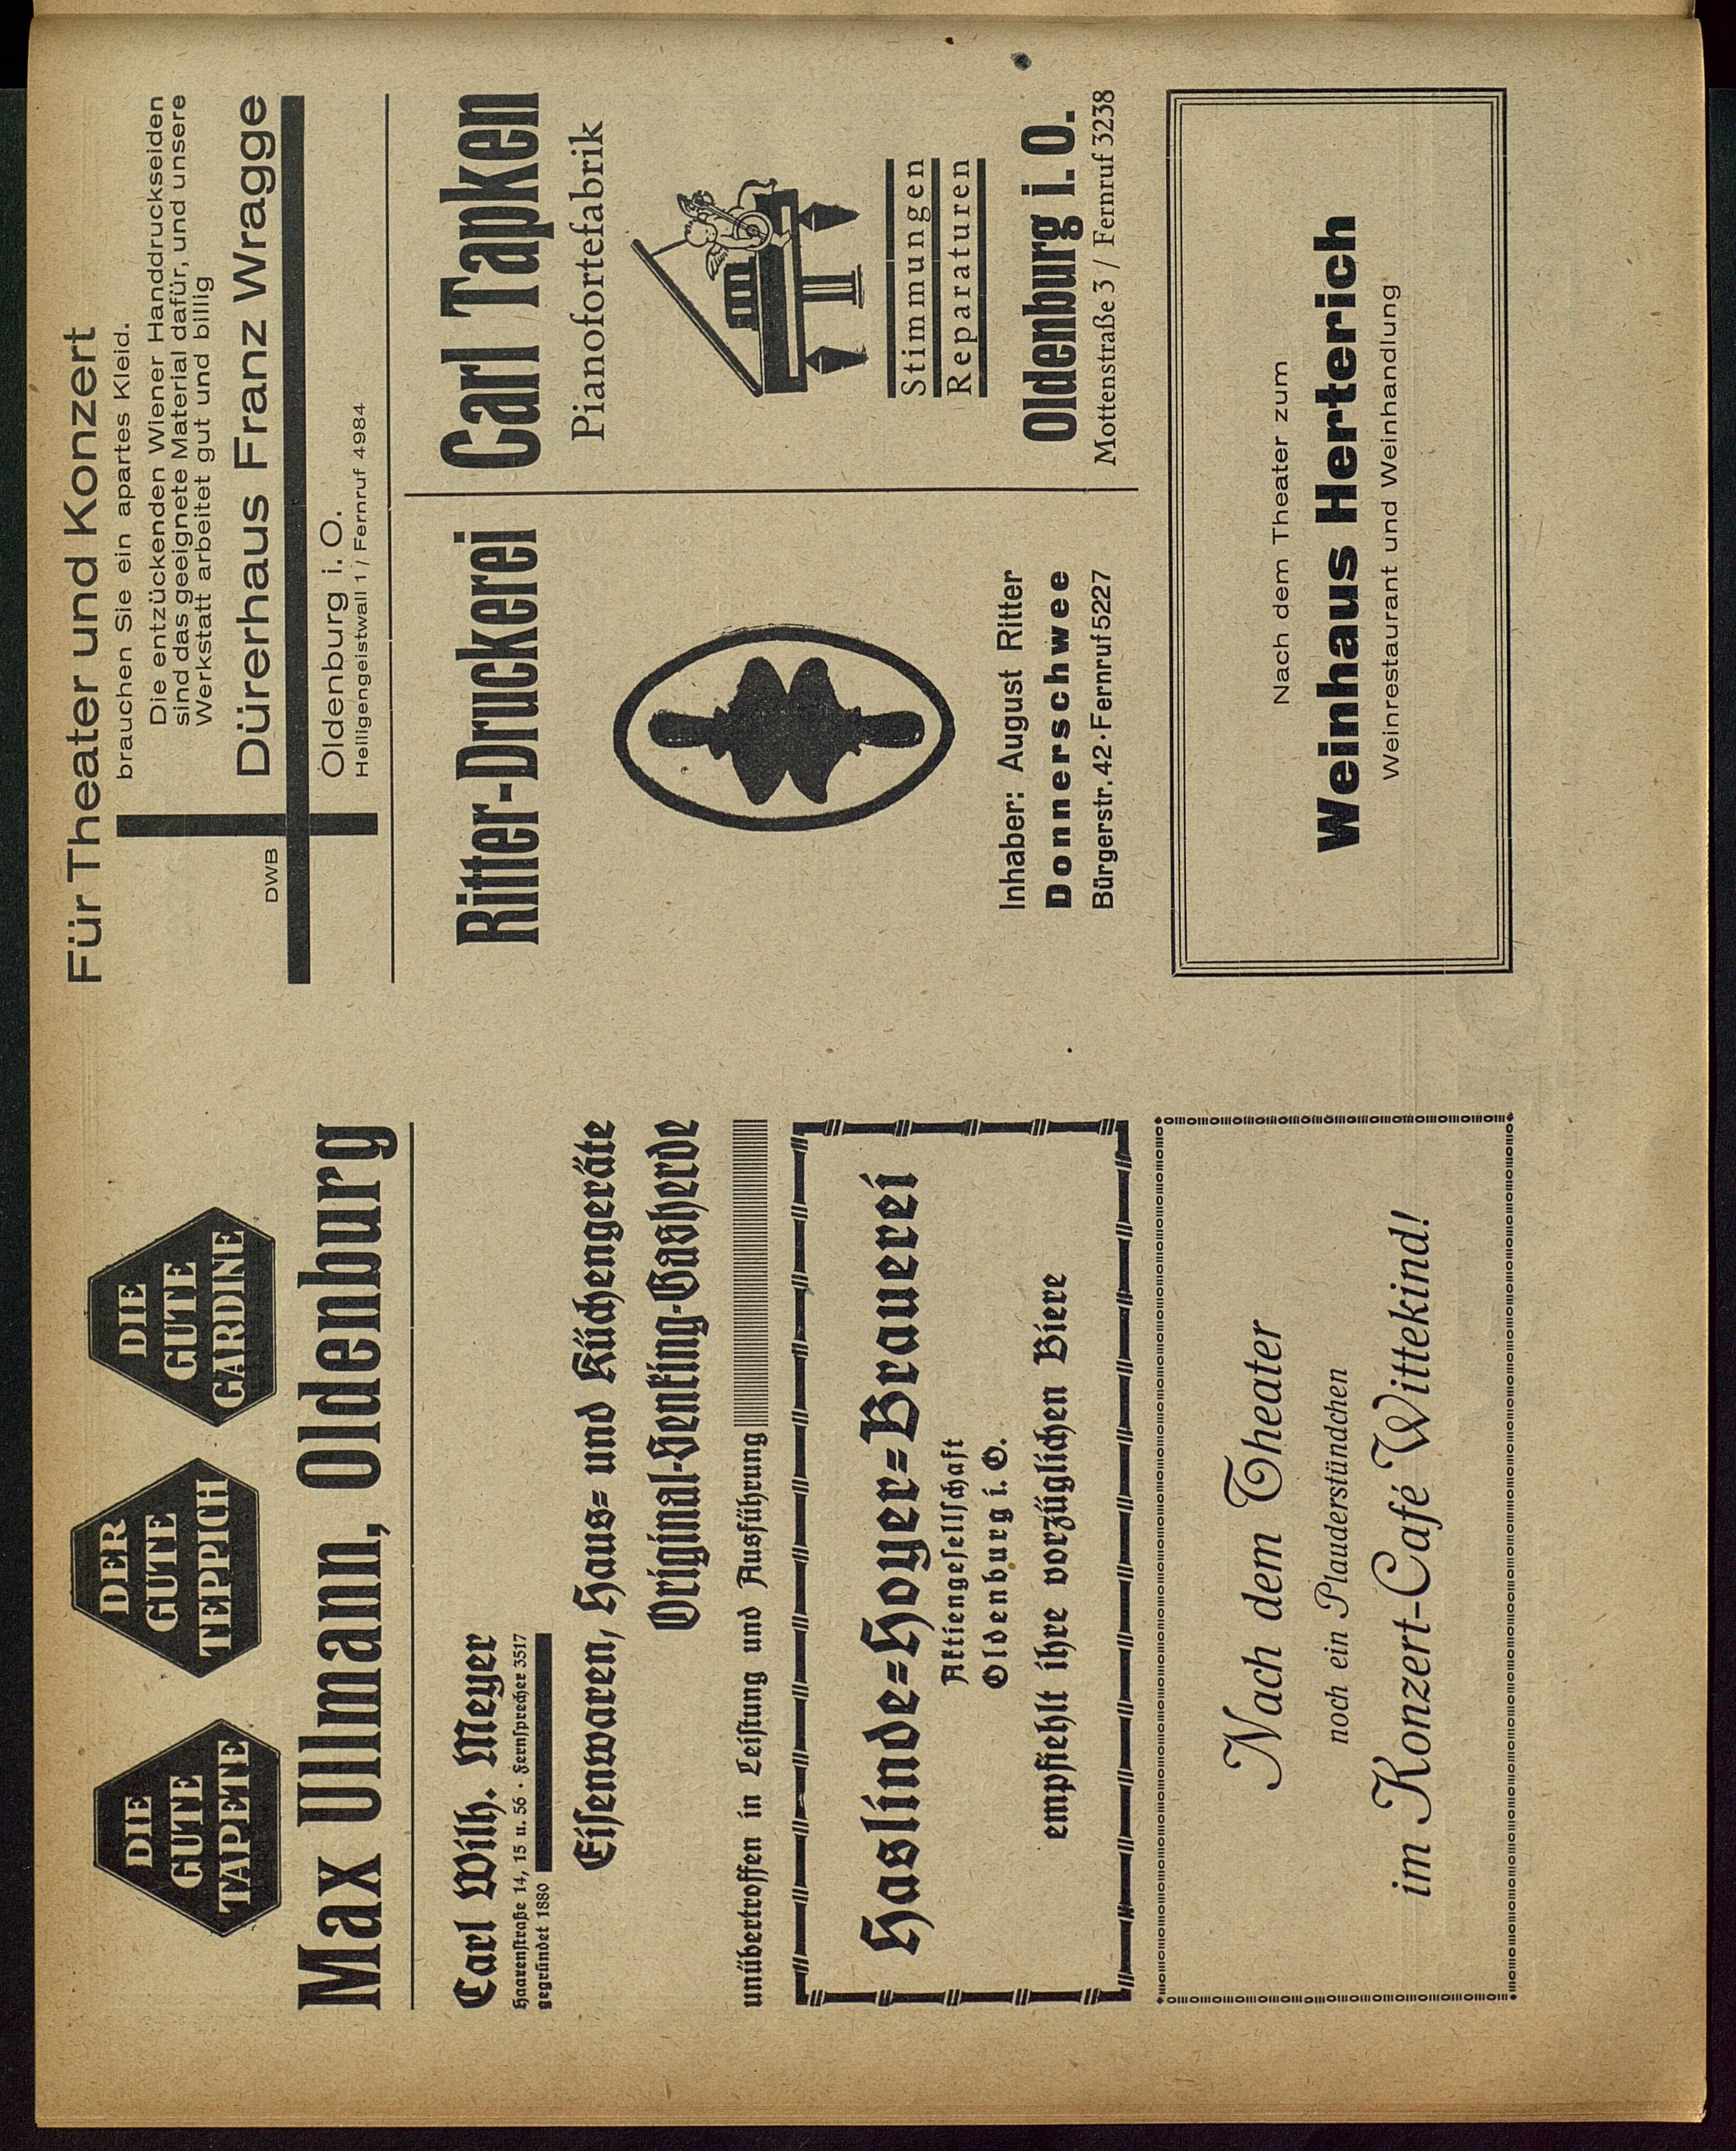 DIE
GUTE
TAPETE
DER
GUTE
TEPPICH
DIE
GUTE
GARDINE
Max Ullmann, Oldenburg
Carl Wilh. Meyer
Haarenstraße 14, 15 u. 56 · Fernsprecher 3517
gegründet 1880
Eisenwaren, Haus- und Küchengeräte
Original-Senking-Gasherde
unübertroffen in Leistung und Ausführung
Haslinde-Hoyer-Brauerei
Aktiengesellschaft
Oldenburg i. O.
empfiehlt ihre vorzüglichen Biere
Nach dem Theater
noch ein Plauderstündchen
im Konzert-Café Wittekind!
Für Theater und Konzert
brauchen Sie ein apartes Kleid.
Die entzückenden Wiener Handdruckseiden
sind das geeignete Material dafür, und unsere
Werkstatt arbeitet gut und billig
Dürerhaus Franz Wragge
DWB
Oldenburg i. O.
Heiligengeistwall 1 / Fernruf 4984
Ritter-Druckerei
Inhaber: August Ritter
Donnerschwee
Bürgerstr. 42 · Fernruf 5227
Carl Tapken
Pianofortefabrik
Stimmungen
Reparaturen
Oldenburg i. O.
Mottenstraße 3 / Fernruf 3238
Nach dem Theater zum
Weinhaus Herterich
Weinrestaurant und Weinhandlung